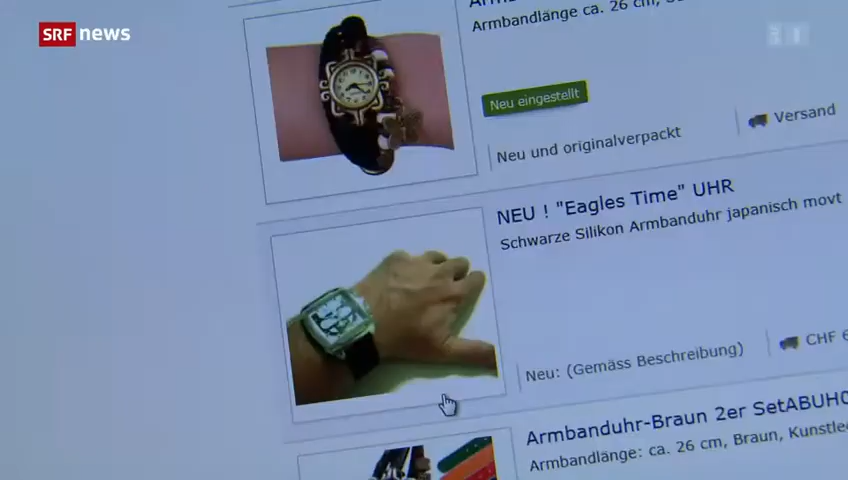 SRF news
Armbandlänge ca. 26 cm,
Neu eingestellt
Neu und originalverpackt
Versand
NEU ! "Eagles Time" UHR
Schwarze Silikon Armbanduhr japanisch movt
Neu: (Gemäss Beschreibung)
CHF
Armbanduhr-Braun 2er SetABUH0
Armbandlänge: ca. 26 cm, Braun,